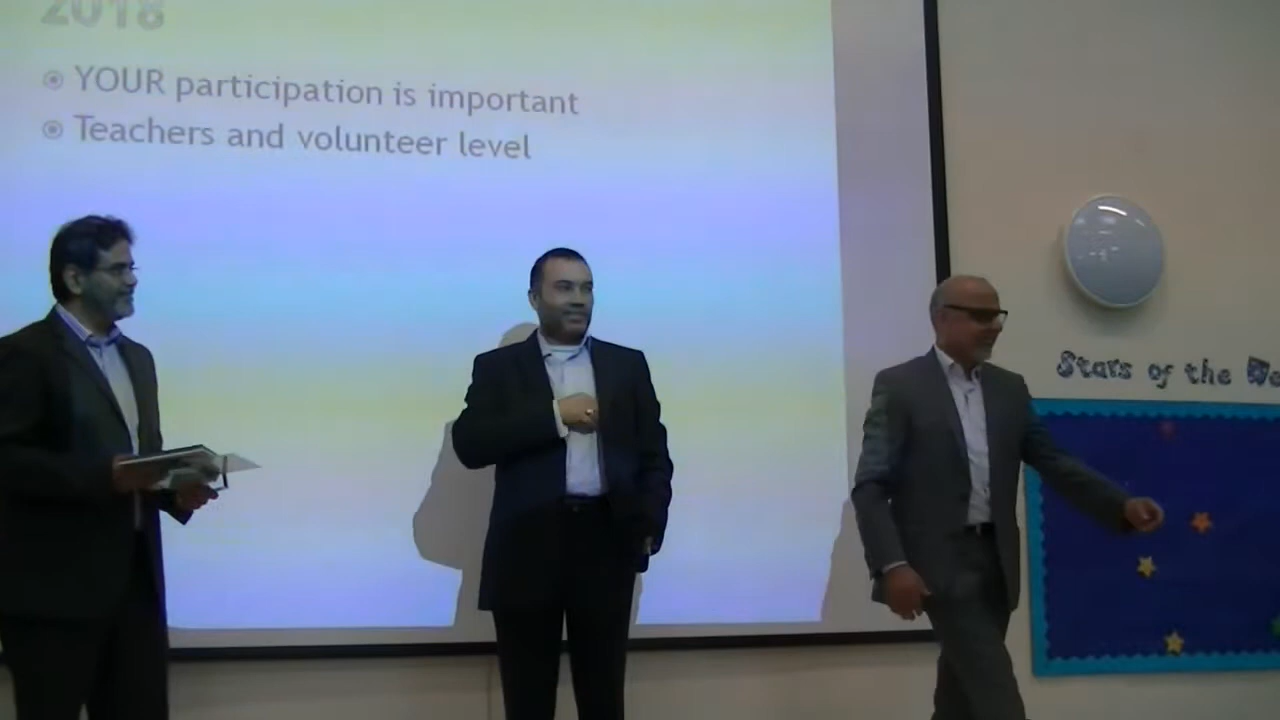 2018
YOUR participation is important
Teachers and volunteer level
Stars of the